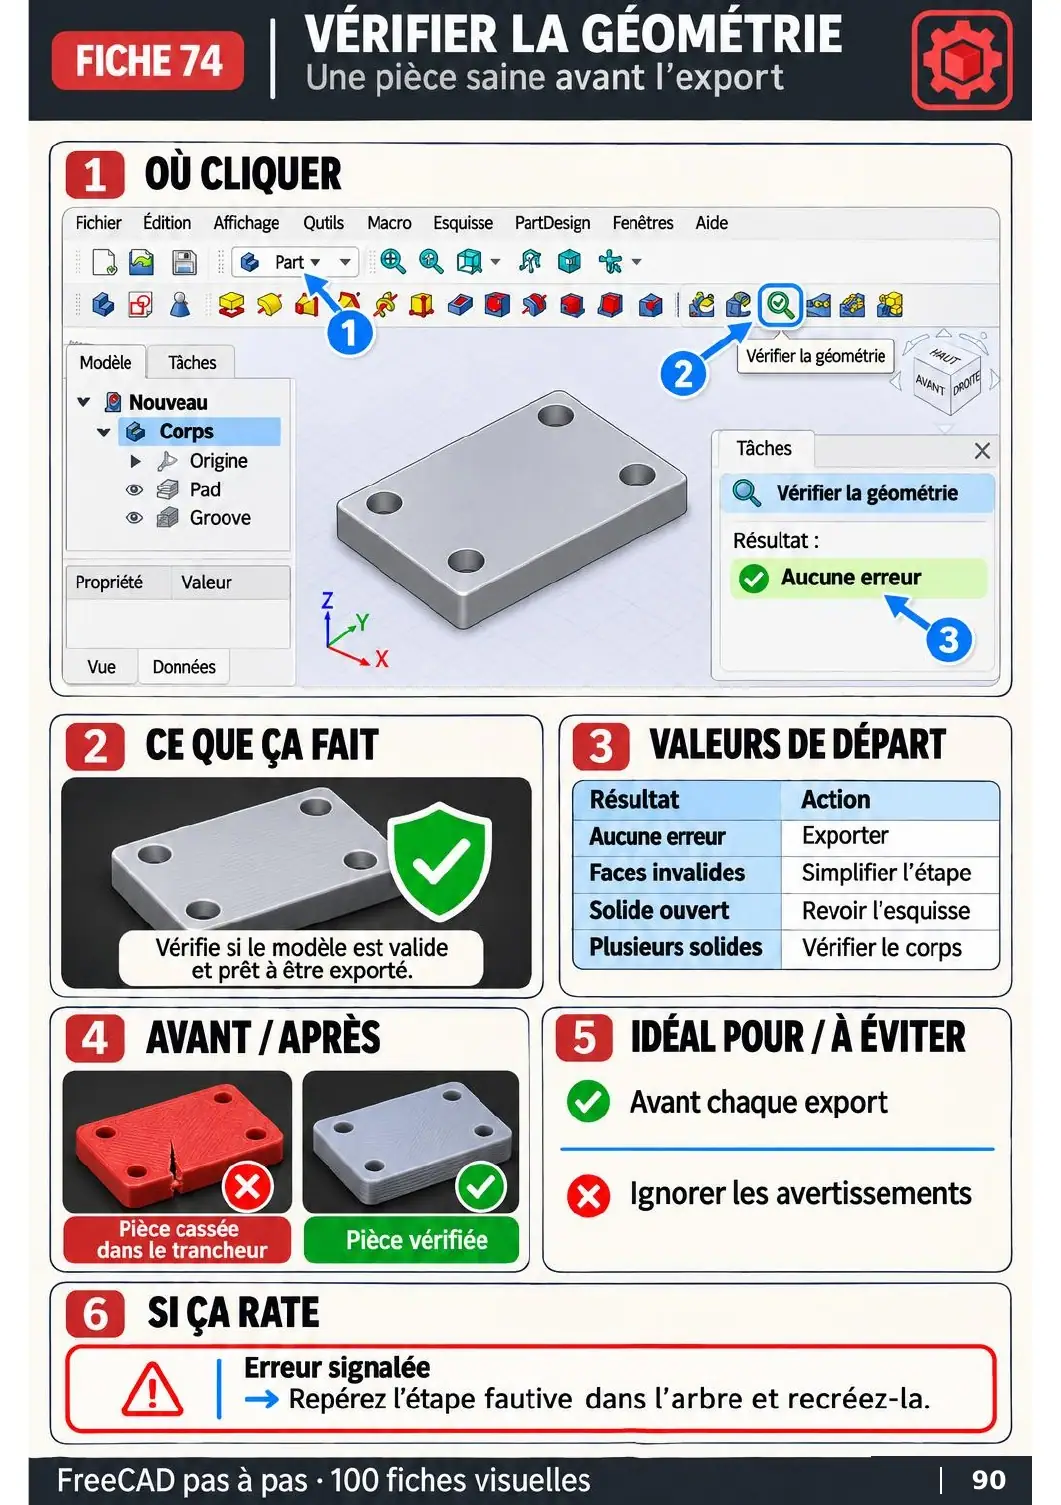 FICHE 74
VÉRIFIER LA GÉOMÉTRIE
Une pièce saine avant l'export
1 OÙ CLIQUER
Fichier Édition Affichage Outils Macro Esquisse PartDesign Fenêtres Aide
Part
1
2
Vérifier la géométrie
HAUT
AVANT
DROITE
Modèle Tâches
Nouveau
Corps
Origine
Pad
Groove
Propriété Valeur
Vue Données
Z
Y
X
Tâches
Vérifier la géométrie
Résultat :
Aucune erreur
3
2 CE QUE ÇA FAIT
Vérifie si le modèle est valide
et prêt à être exporté.
3 VALEURS DE DÉPART
Résultat Action
Aucune erreur Exporter
Faces invalides Simplifier l'étape
Solide ouvert Revoir l'esquisse
Plusieurs solides Vérifier le corps
4 AVANT / APRÈS
Pièce cassée
dans le trancheur
Pièce vérifiée
5 IDÉAL POUR / À ÉVITER
Avant chaque export
Ignorer les avertissements
6 SI ÇA RATE
Erreur signalée
→ Repérez l'étape fautive dans l'arbre et recréez-la.
FreeCAD pas à pas · 100 fiches visuelles | 90